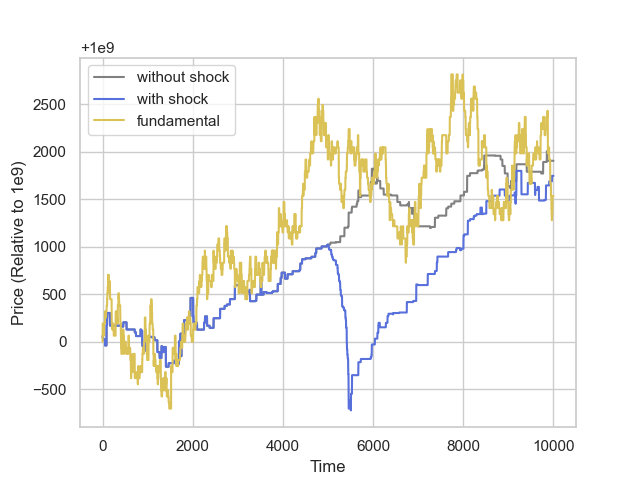 +1e9
without shock
with shock
fundamental
2500
2000
1500
1000
500
0
−500
Price (Relative to 1e9)
0 2000 4000 6000 8000 10000
Time